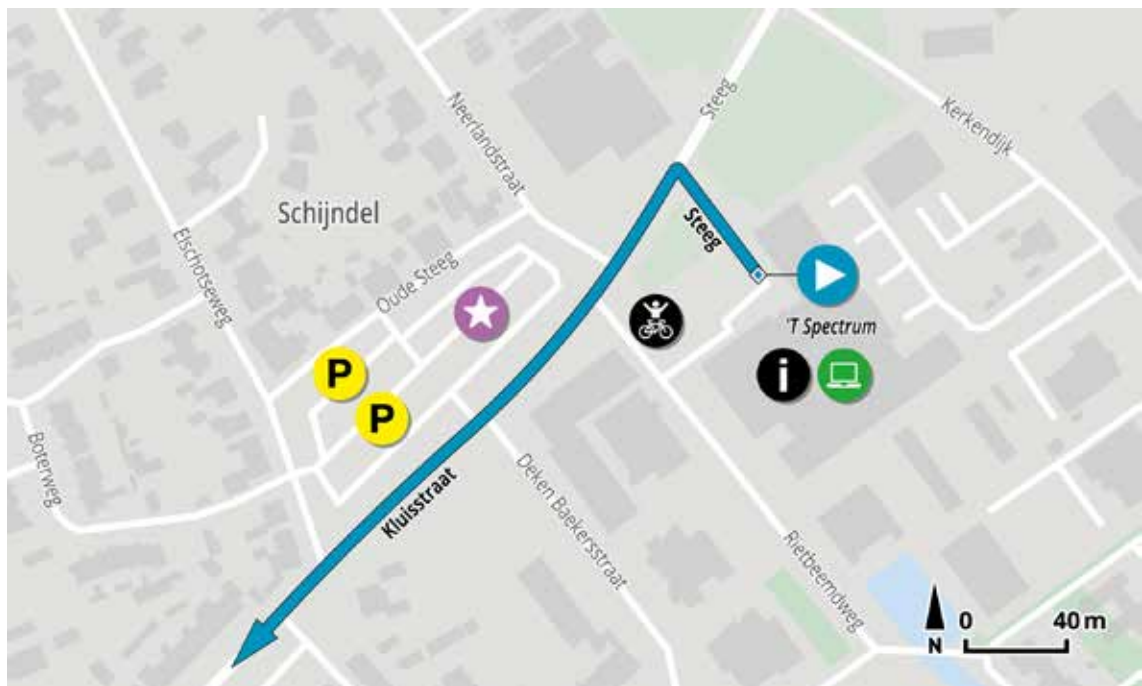 Steeg
Kerkendijk
Neerlandstraat
Schijndel
Steeg
Elschotseweg
Oude Steeg
'T Spectrum
P
i
P
Boterweg
Kluisstraat
Deken Baekersstraat
Rietbeemdweg
N
0 40 m